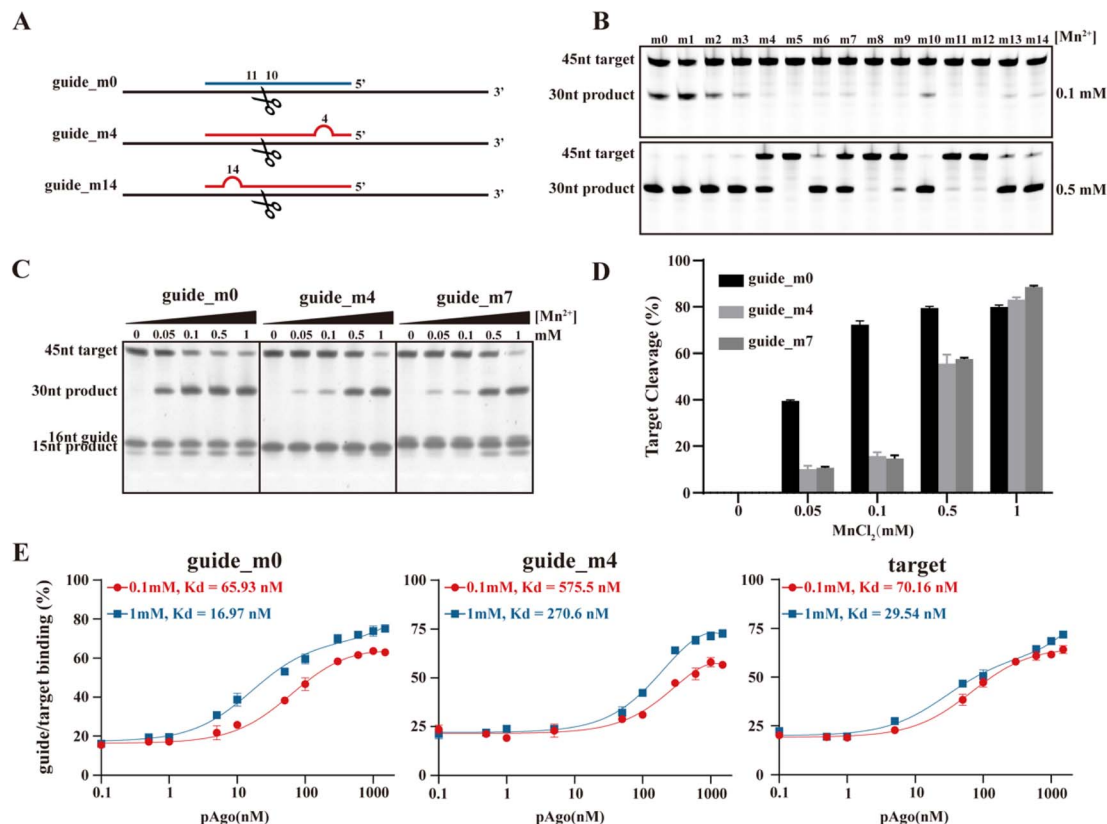 A
guide_m0
11 10
5'
3'
guide_m4
4
5'
3'
guide_m14
14
5'
3'
B
m0 m1 m2 m3 m4 m5 m6 m7 m8 m9 m10 m11 m12 m13 m14 [Mn2+]
45nt target
30nt product
0.1 mM
45nt target
30nt product
0.5 mM
C
guide_m0 guide_m4 guide_m7
[Mn2+]
0 0.05 0.1 0.5 1 0 0.05 0.1 0.5 1 0 0.05 0.1 0.5 1 mM
45nt target
30nt product
16nt guide
15nt product
D
Target Cleavage (%)
100
80
60
40
20
0
guide_m0
guide_m4
guide_m7
0 0.05 0.1 0.5 1
MnCl2(mM)
E
guide/target binding (%)
guide_m0
100
80
60
40
20
0
0.1mM, Kd = 65.93 nM
1mM, Kd = 16.97 nM
0.1 1 10 100 1000
pAgo(nM)
guide_m4
100
75
50
25
0
0.1mM, Kd = 575.5 nM
1mM, Kd = 270.6 nM
0.1 1 10 100 1000
pAgo(nM)
target
100
75
50
25
0
0.1mM, Kd = 70.16 nM
1mM, Kd = 29.54 nM
0.1 1 10 100 1000
pAgo(nM)